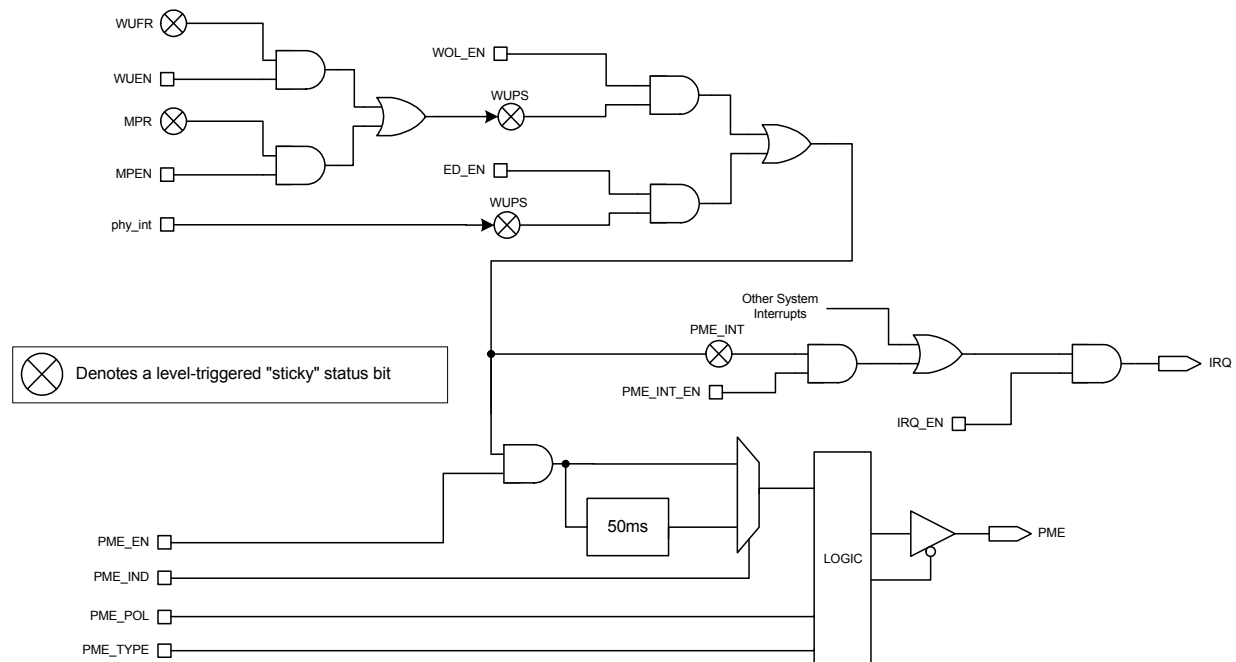 WUFR
WUEN
MPR
MPEN
phy_int
WOL_EN
WUPS
ED_EN
WUPS
Other System
Interrupts
PME_INT
PME_INT_EN
IRQ
IRQ_EN
Denotes a level-triggered "sticky" status bit
50ms
LOGIC
PME
PME_EN
PME_IND
PME_POL
PME_TYPE